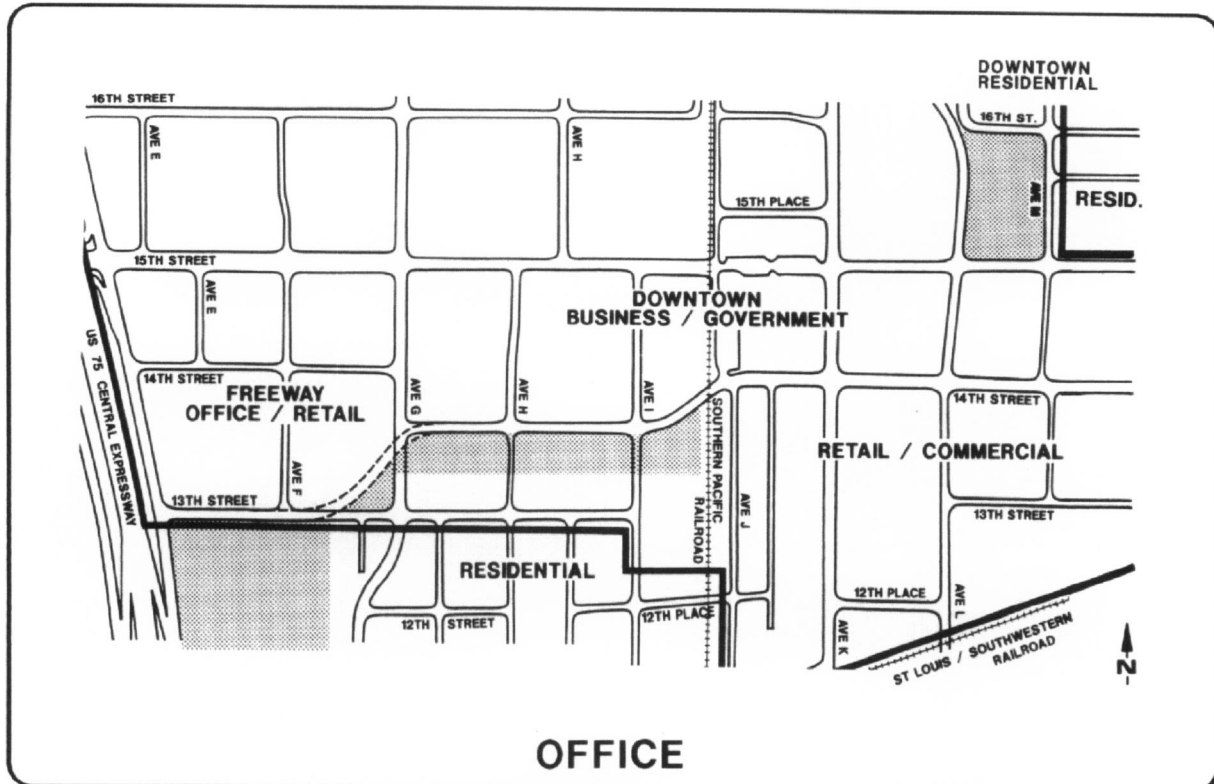 DOWNTOWN
RESIDENTIAL
16TH STREET
16TH ST.
AVE E
AVE H
AVE M
RESID.
15TH PLACE
15TH STREET
AVE E
DOWNTOWN
BUSINESS / GOVERNMENT
US 75 CENTRAL EXPRESSWAY
14TH STREET
FREEWAY
OFFICE / RETAIL
AVE G
AVE H
AVE I
SOUTHERN PACIFIC
RAILROAD
14TH STREET
RETAIL / COMMERCIAL
AVE F
13TH STREET
AVE J
13TH STREET
RESIDENTIAL
12TH STREET
12TH PLACE
12TH PLACE
AVE K
AVE L
ST LOUIS / SOUTHWESTERN
RAILROAD
N
OFFICE